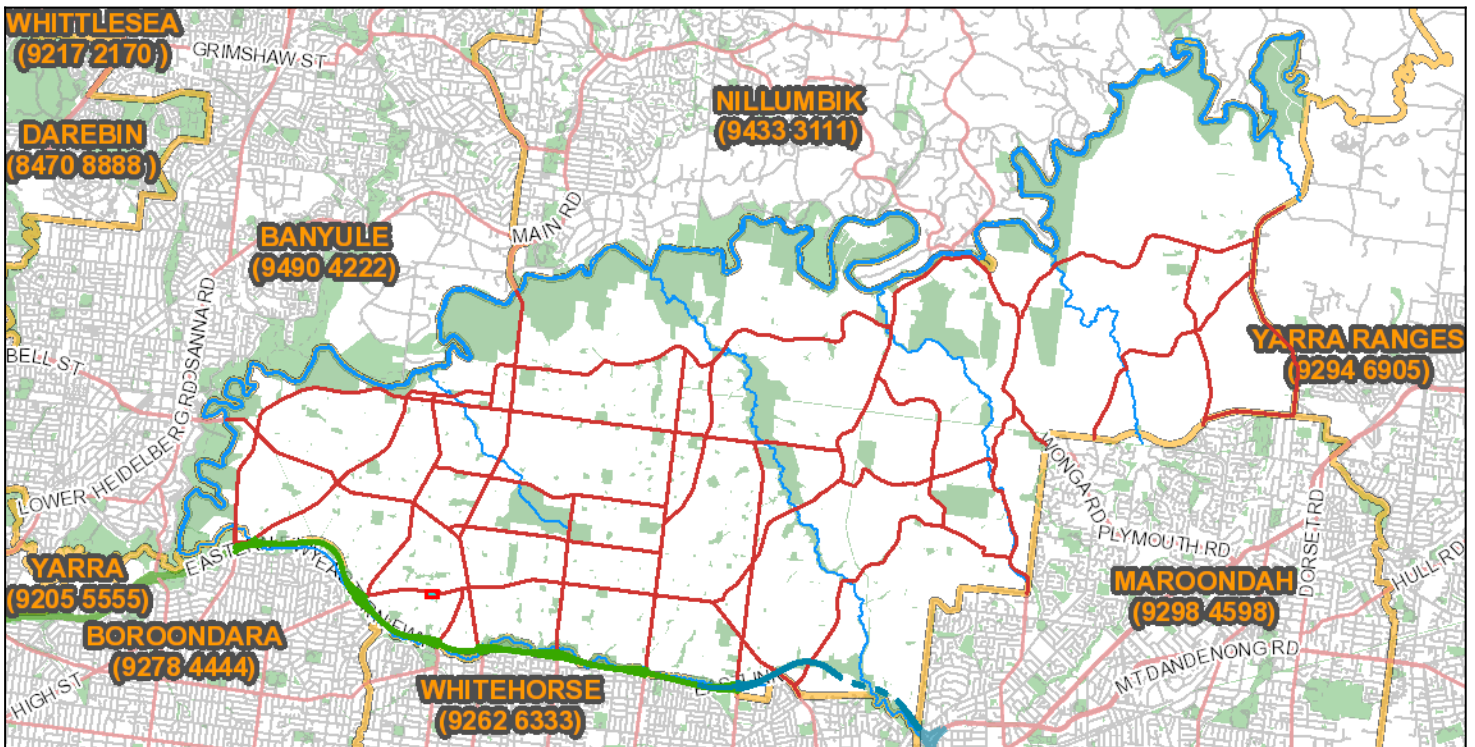 WHITTLESEA
(9217 2170 )
GRIMSHAW ST
DAREBIN
(8470 8888 )
NILLUMBIK
(9433 3111)
BANYULE
(9490 4222)
MAIN RD
ROSANNA RD
BELL ST
LOWER HEIDELBERG RD
YARRA RANGES
(9294 6905)
WONGA RD
PLYMOUTH RD
DORSET RD
HULL RD
YARRA
(9205 5555)
MAROONDAH
(9298 4598)
BOROONDARA
(9278 4444)
HIGH ST
WHITEHORSE
(9262 6333)
EASTLINK
MT DANDENONG RD